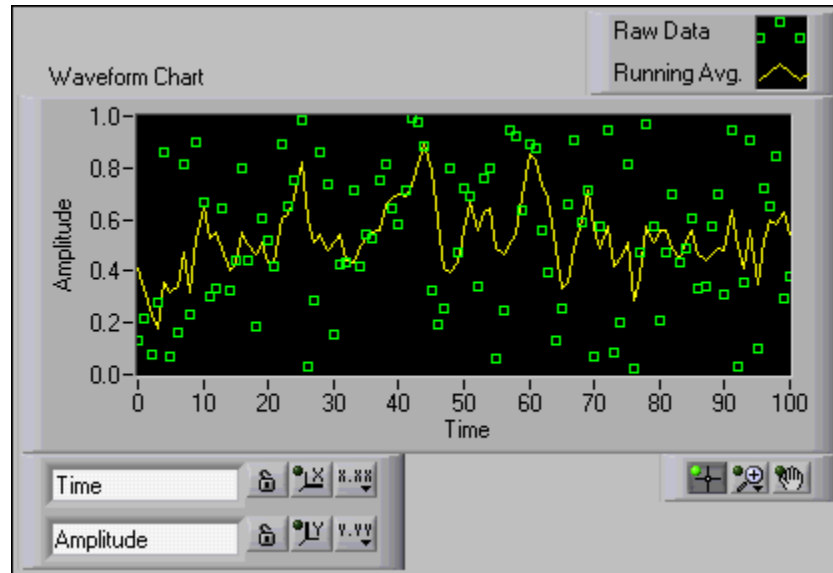 Raw Data
Running Avg.
Waveform Chart
1.0
0.8
0.6
0.4
0.2
0.0
Amplitude
0 10 20 30 40 50 60 70 80 90 100
Time
Time
X
X.XX
Amplitude
Y
Y.YY